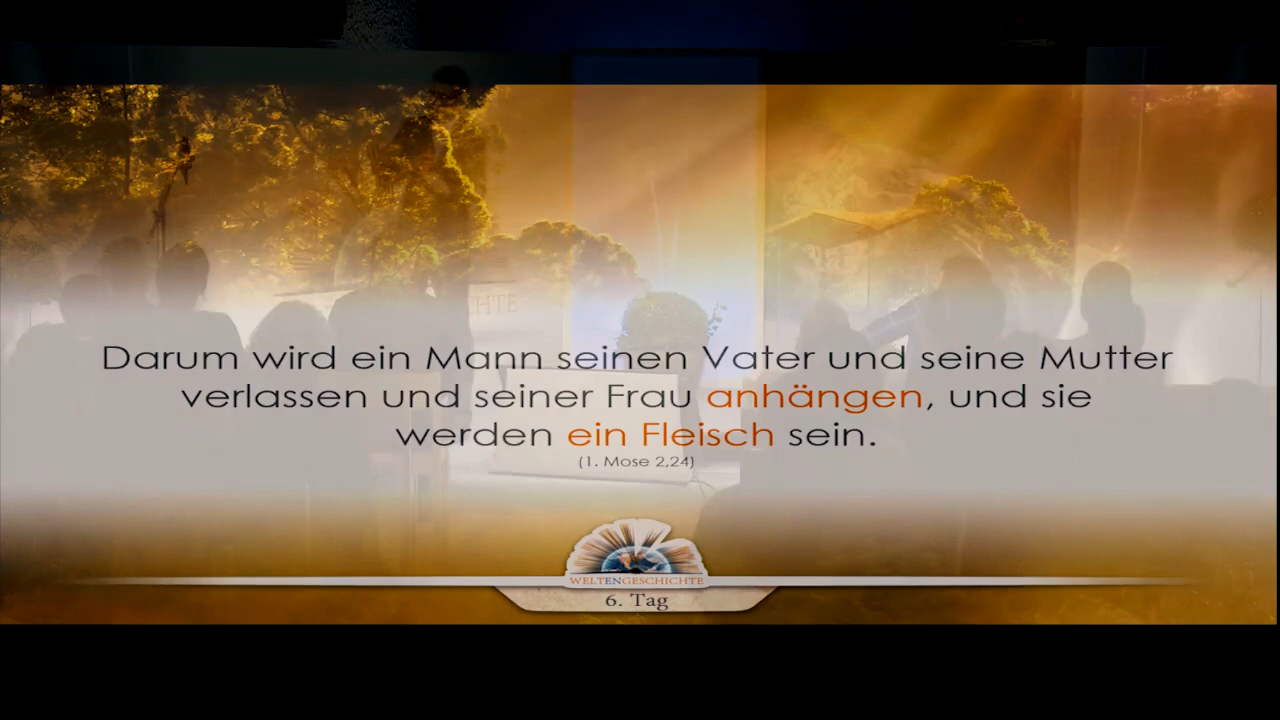 CHTE
Darum wird ein Mann seinen Vater und seine Mutter
verlassen und seiner Frau anhängen, und sie
werden ein Fleisch sein.
(1. Mose 2,24)
WELTENGESCHICHTE
6. Tag